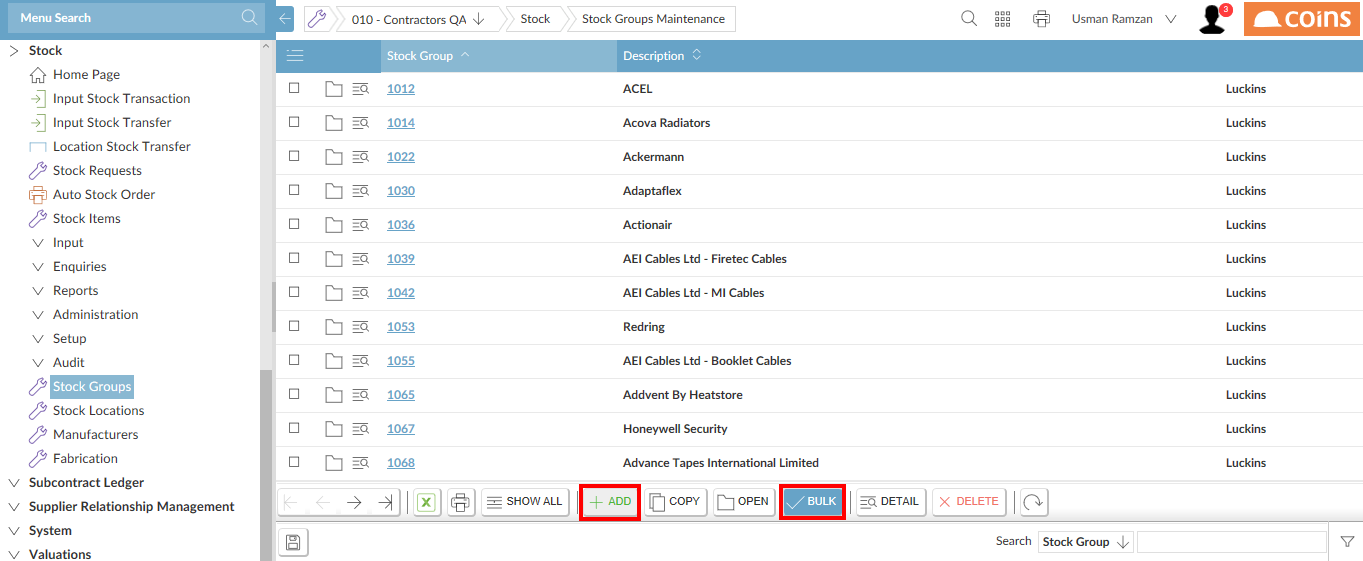 Menu Search
010 - Contractors QA
Stock
Stock Groups Maintenance
Usman Ramzan
3
coins
Stock
Home Page
Input Stock Transaction
Input Stock Transfer
Location Stock Transfer
Stock Requests
Auto Stock Order
Stock Items
Input
Enquiries
Reports
Administration
Setup
Audit
Stock Groups
Stock Locations
Manufacturers
Fabrication
Subcontract Ledger
Supplier Relationship Management
System
Valuations
Stock Group
Description
1012 ACEL Luckins
1014 Acova Radiators Luckins
1022 Ackermann Luckins
1030 Adaptaflex Luckins
1036 Actionair Luckins
1039 AEI Cables Ltd - Firetec Cables Luckins
1042 AEI Cables Ltd - MI Cables Luckins
1053 Redring Luckins
1055 AEI Cables Ltd - Booklet Cables Luckins
1065 Addvent By Heatstore Luckins
1067 Honeywell Security Luckins
1068 Advance Tapes International Limited Luckins
X
SHOW ALL
ADD
COPY
OPEN
BULK
DETAIL
DELETE
Search
Stock Group